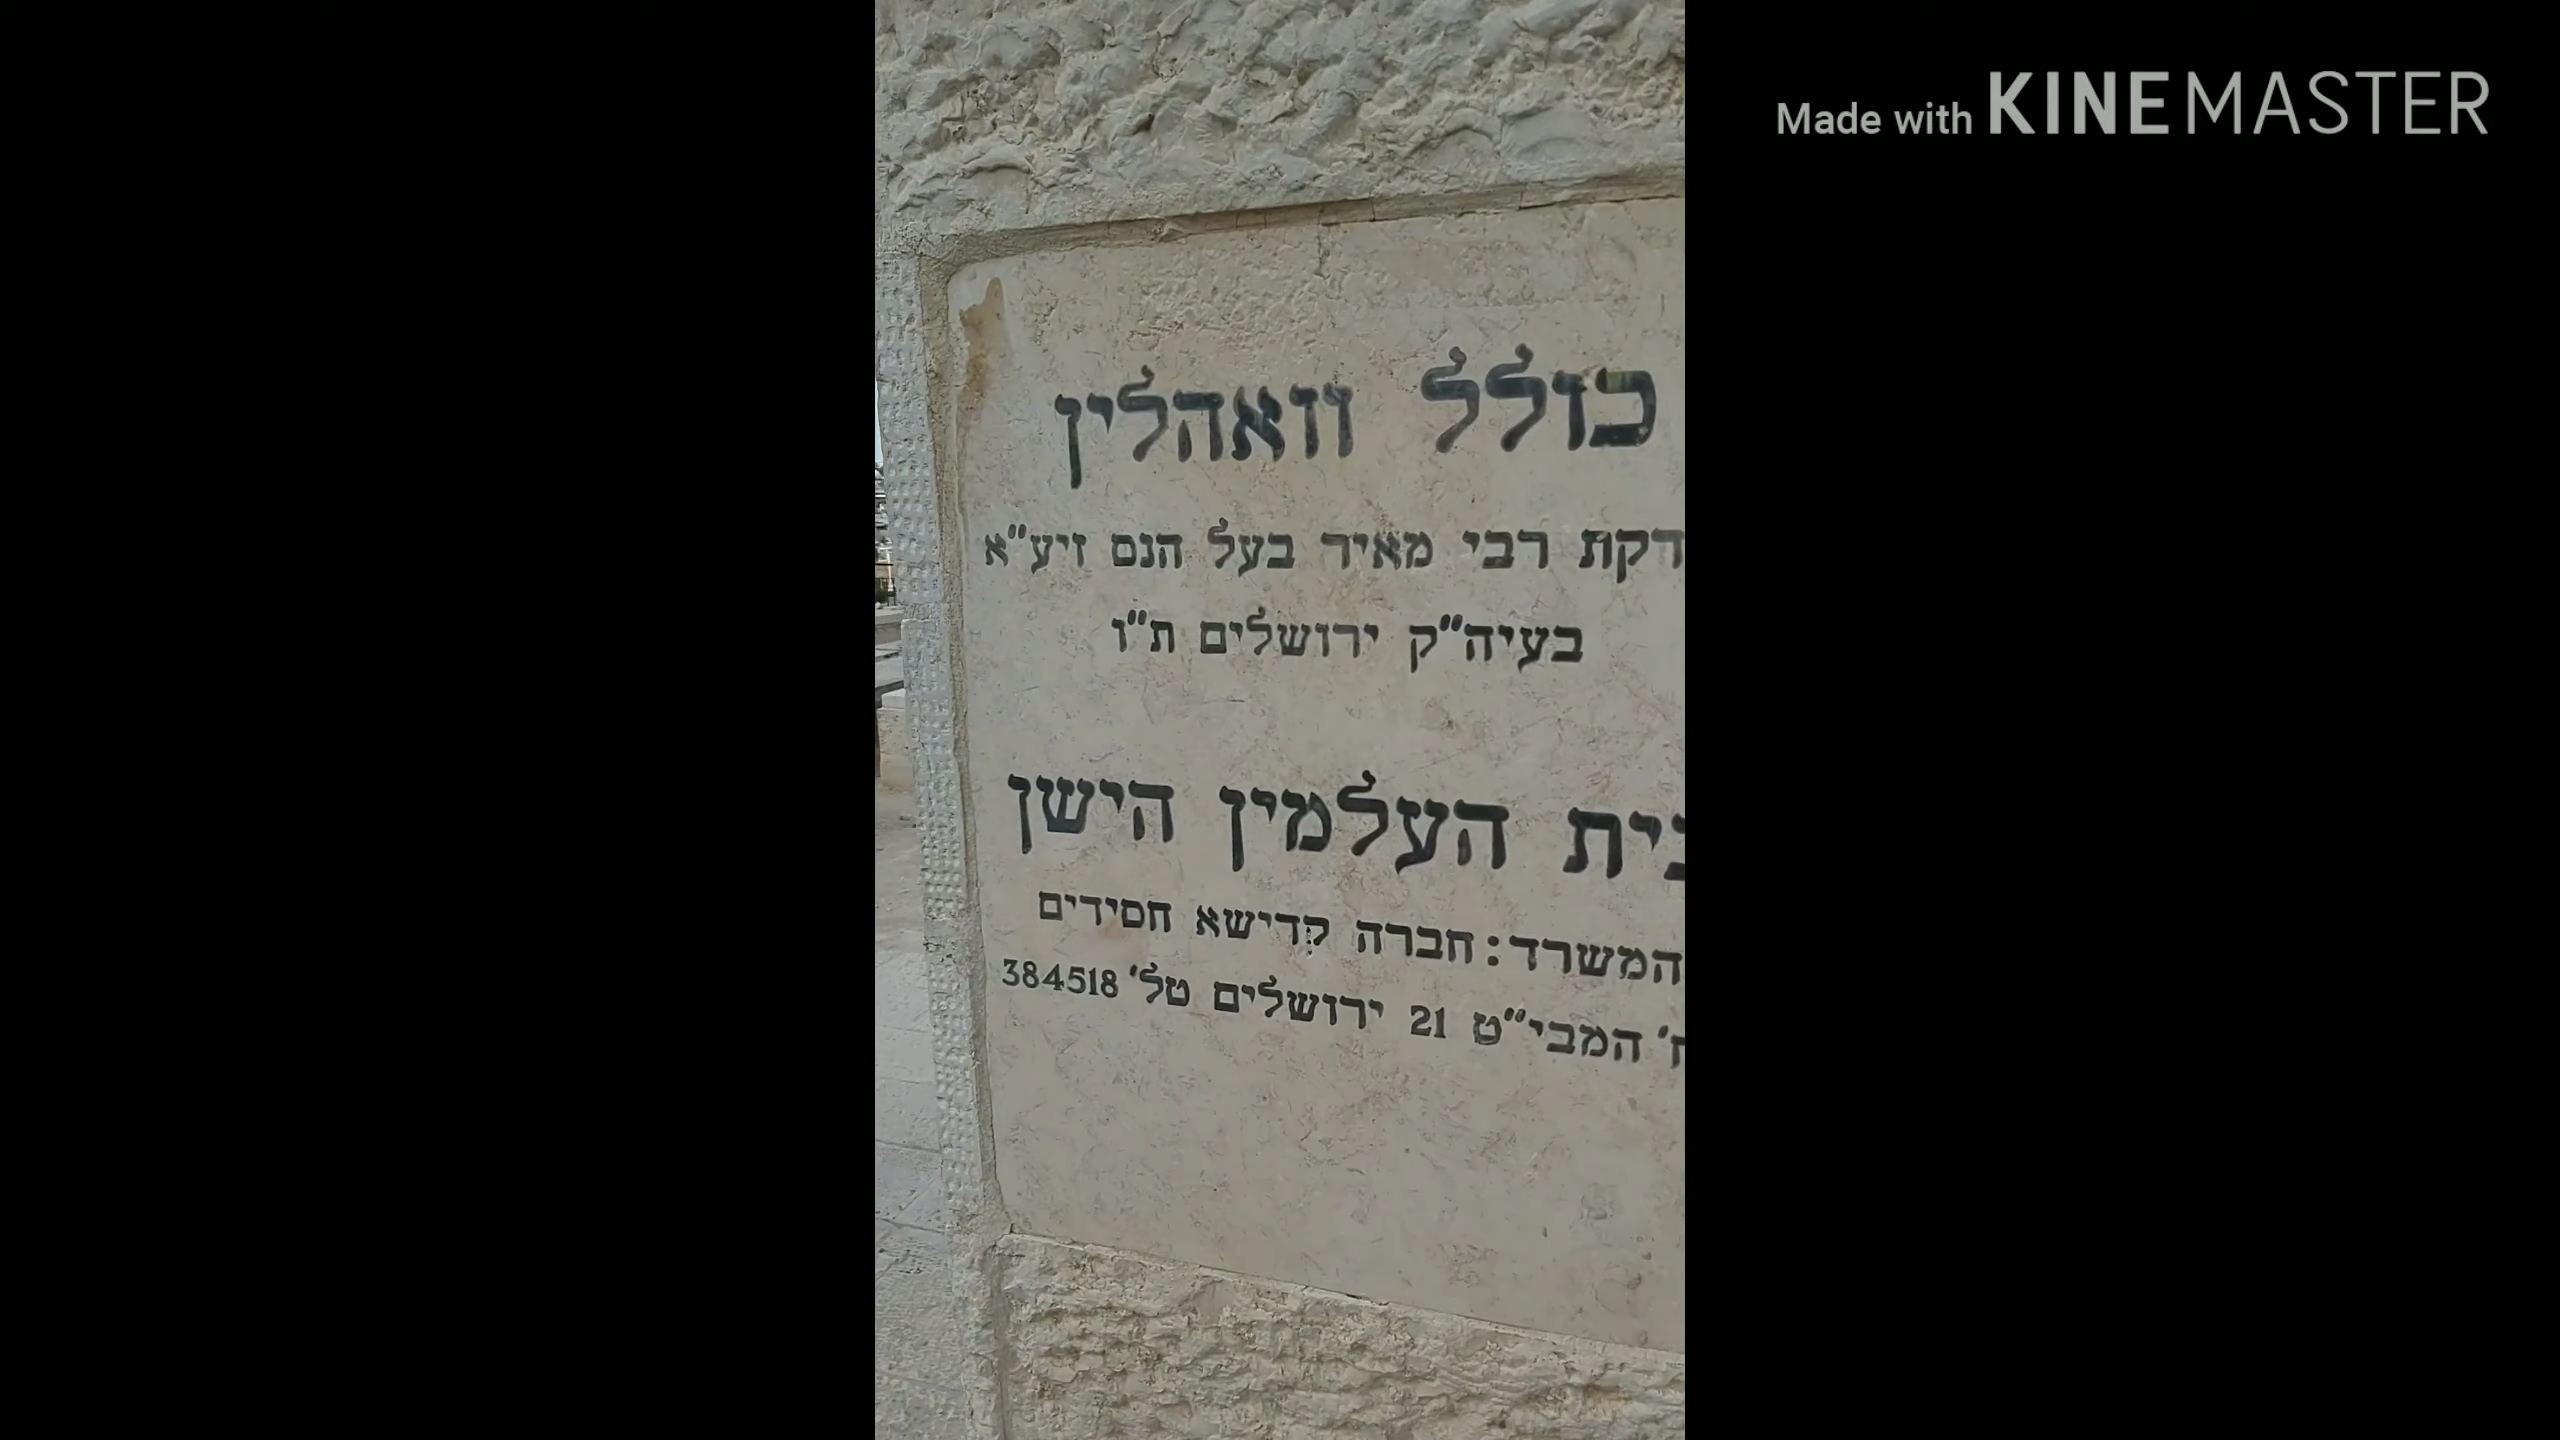 Made with KINEMASTER
כולל וואהלין
דקת רבי מאיר בעל הנס זיע"א
בעיה"ק ירושלים ת"ו
בית העלמין הישן
המשרד: חברה קדישא חסידים
ח' המבי"ט 21 ירושלים טל' 384518